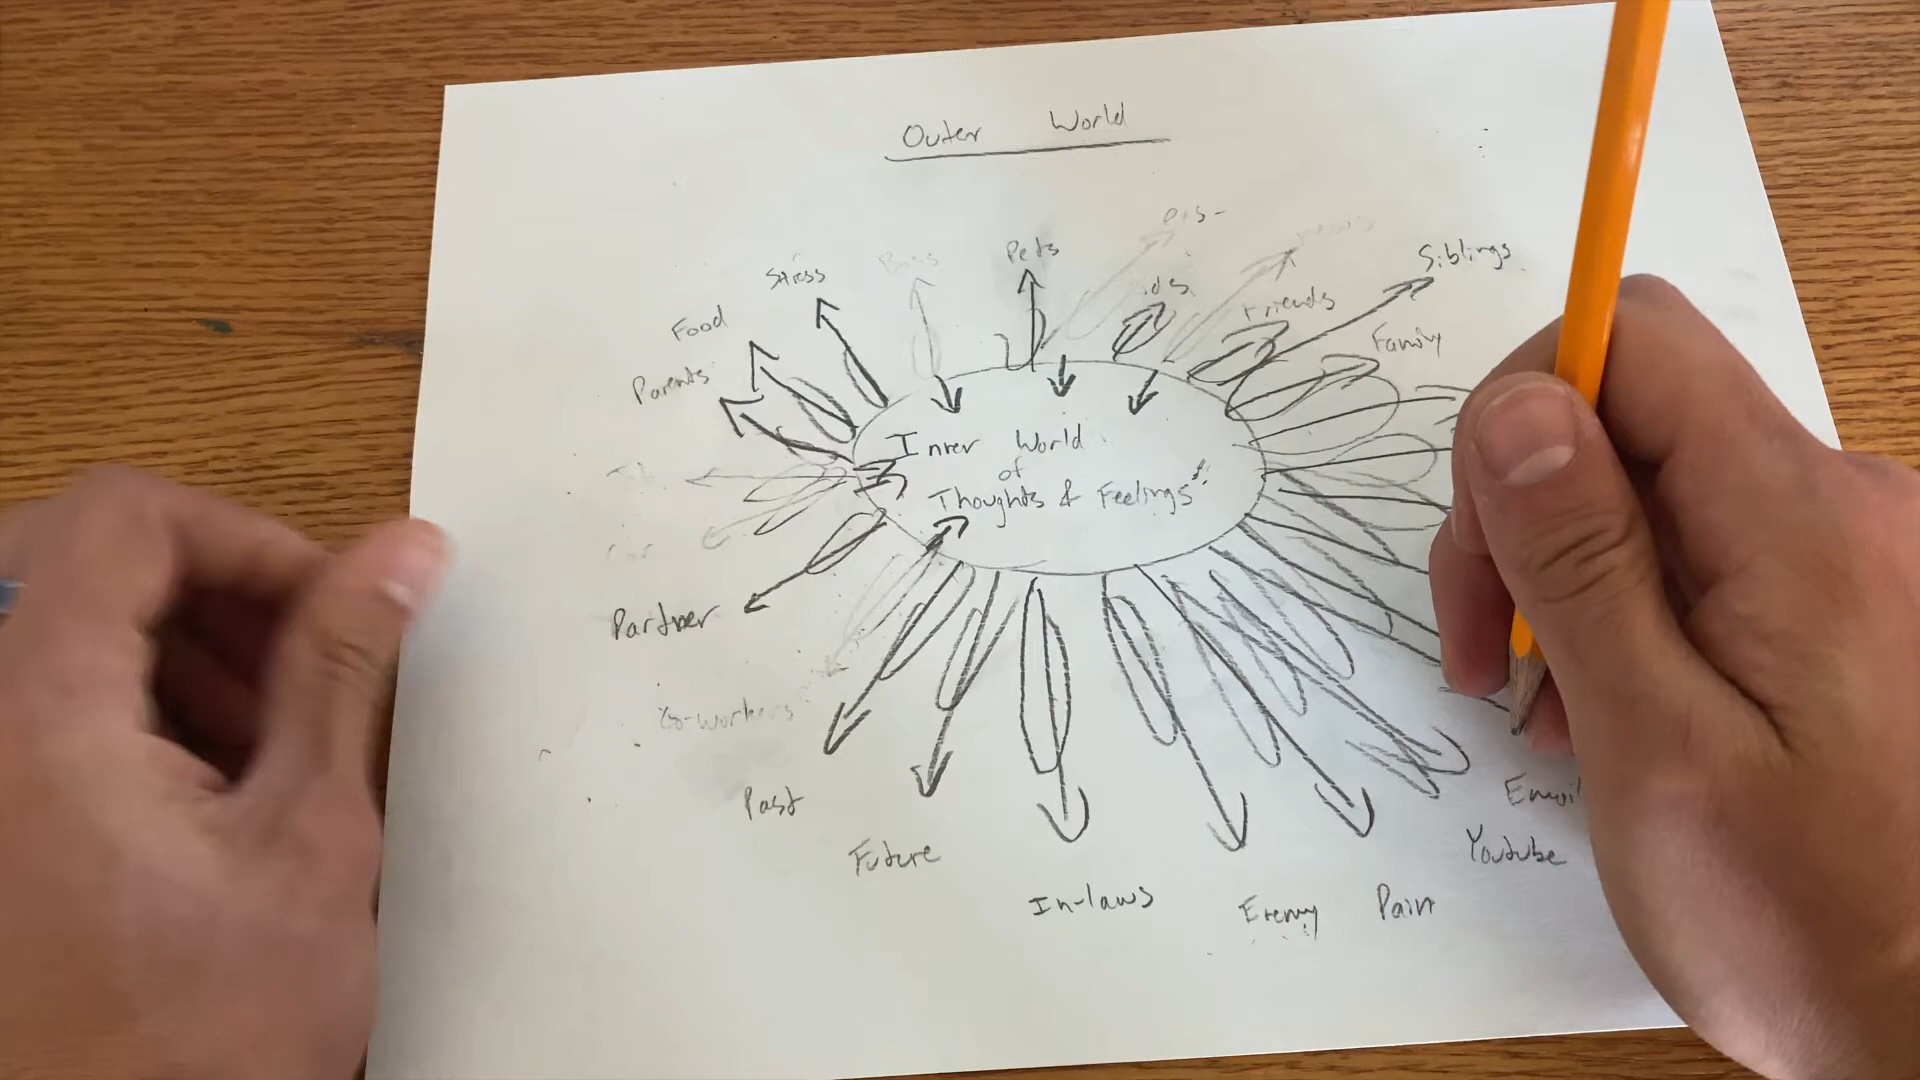 Outer World
Pets
Siblings
Stress
Friends
Food
Family
Parents
Inner World
of
Thoughts & Feelings
Partner
Co-workers
Email
Past
Youtube
Future
In-laws
Enemy
Pain